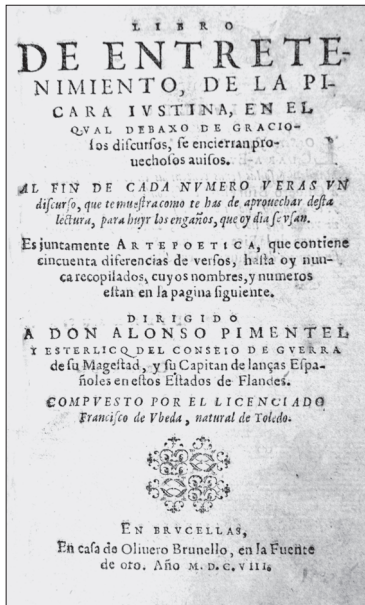 LIBRO
DE ENTRETE-
NIMIENTO, DE LA PI-
CARA IVSTINA, EN EL
QVAL DEBAXO DE GRACIO-
sos discursos, se encierran pro-
uechosos auisos.
AL FIN DE CADA NVMERO VERAS VN
discurso, que te muestra como te has de aprouechar desta
lectura, para huyr los engaños, que oy dia se vsan.
Es juntamente ARTE POETICA, que contiene
cincuenta diferencias de versos, hasta oy nun-
ca recopilados, cuyos nombres, y numeros
estan en la pagina siguiente.
DIRIGIDO
A DON ALONSO PIMENTEL
Y ESTERLICQ DEL CONSEIO DE GVERRA
de su Magestad, y su Capitan de lanças Espa-
ñoles en estos Estados de Flandes.
COMPVESTO POR EL LICENCIADO
Francisco de Vbeda, natural de Toledo.
EN BRVCELLAS,
En casa de Oliuero Brunello, en la Fuente
de oro. Año M. D. C. VIII.